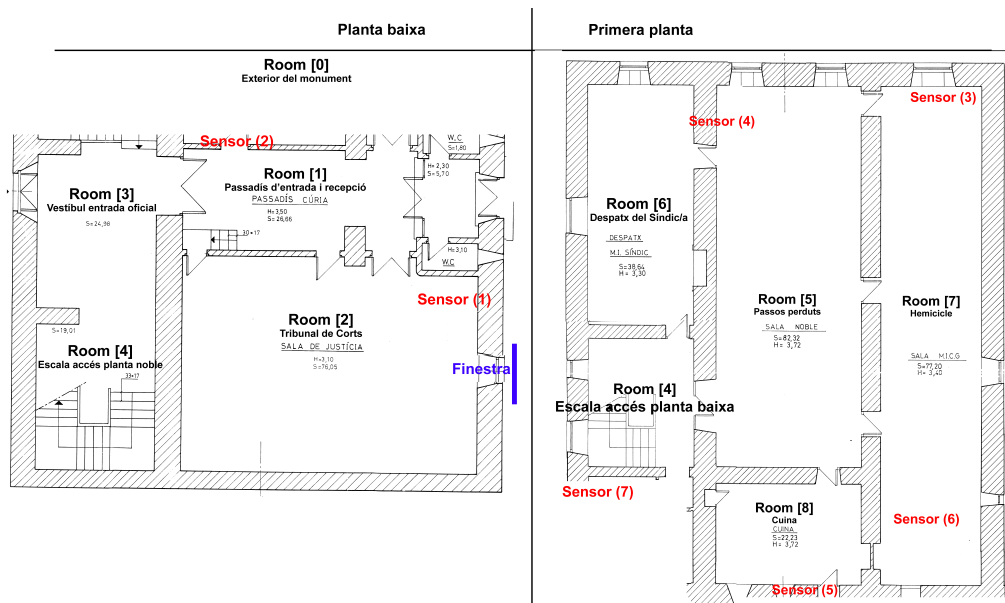 Planta baixa
Primera planta
Room [0]
Exterior del monument
Sensor (2)
W.C
S=1,80
H=2,30
S=5,70
Room [1]
Passadís d'entrada i recepció
PASSADÍS CÚRIA
H=3,50
S=26,66
Room [3]
Vestíbul entrada oficial
S=24,98
30*17
H=3,10
W.C
Sensor (1)
Room [2]
Tribunal de Corts
SALA DE JUSTÍCIA
H=3,10
S=76,05
S=19,01
Room [4]
Escala accés planta noble
33*17
Finestra
Sensor (3)
Sensor (4)
Room [6]
Despatx del Síndic/a
DESPATX
M.I. SÍNDIC
S=38,64
H= 3,30
Room [5]
Passos perduts
SALA NOBLE
S=82,32
H= 3,72
Room [7]
Hemicicle
SALA M.I.C.G
S=77,20
H= 3,40
Room [4]
Escala accés planta baixa
Sensor (7)
Room [8]
Cuina
CUINA
S=22,23
H= 3,72
Sensor (6)
Sensor (5)